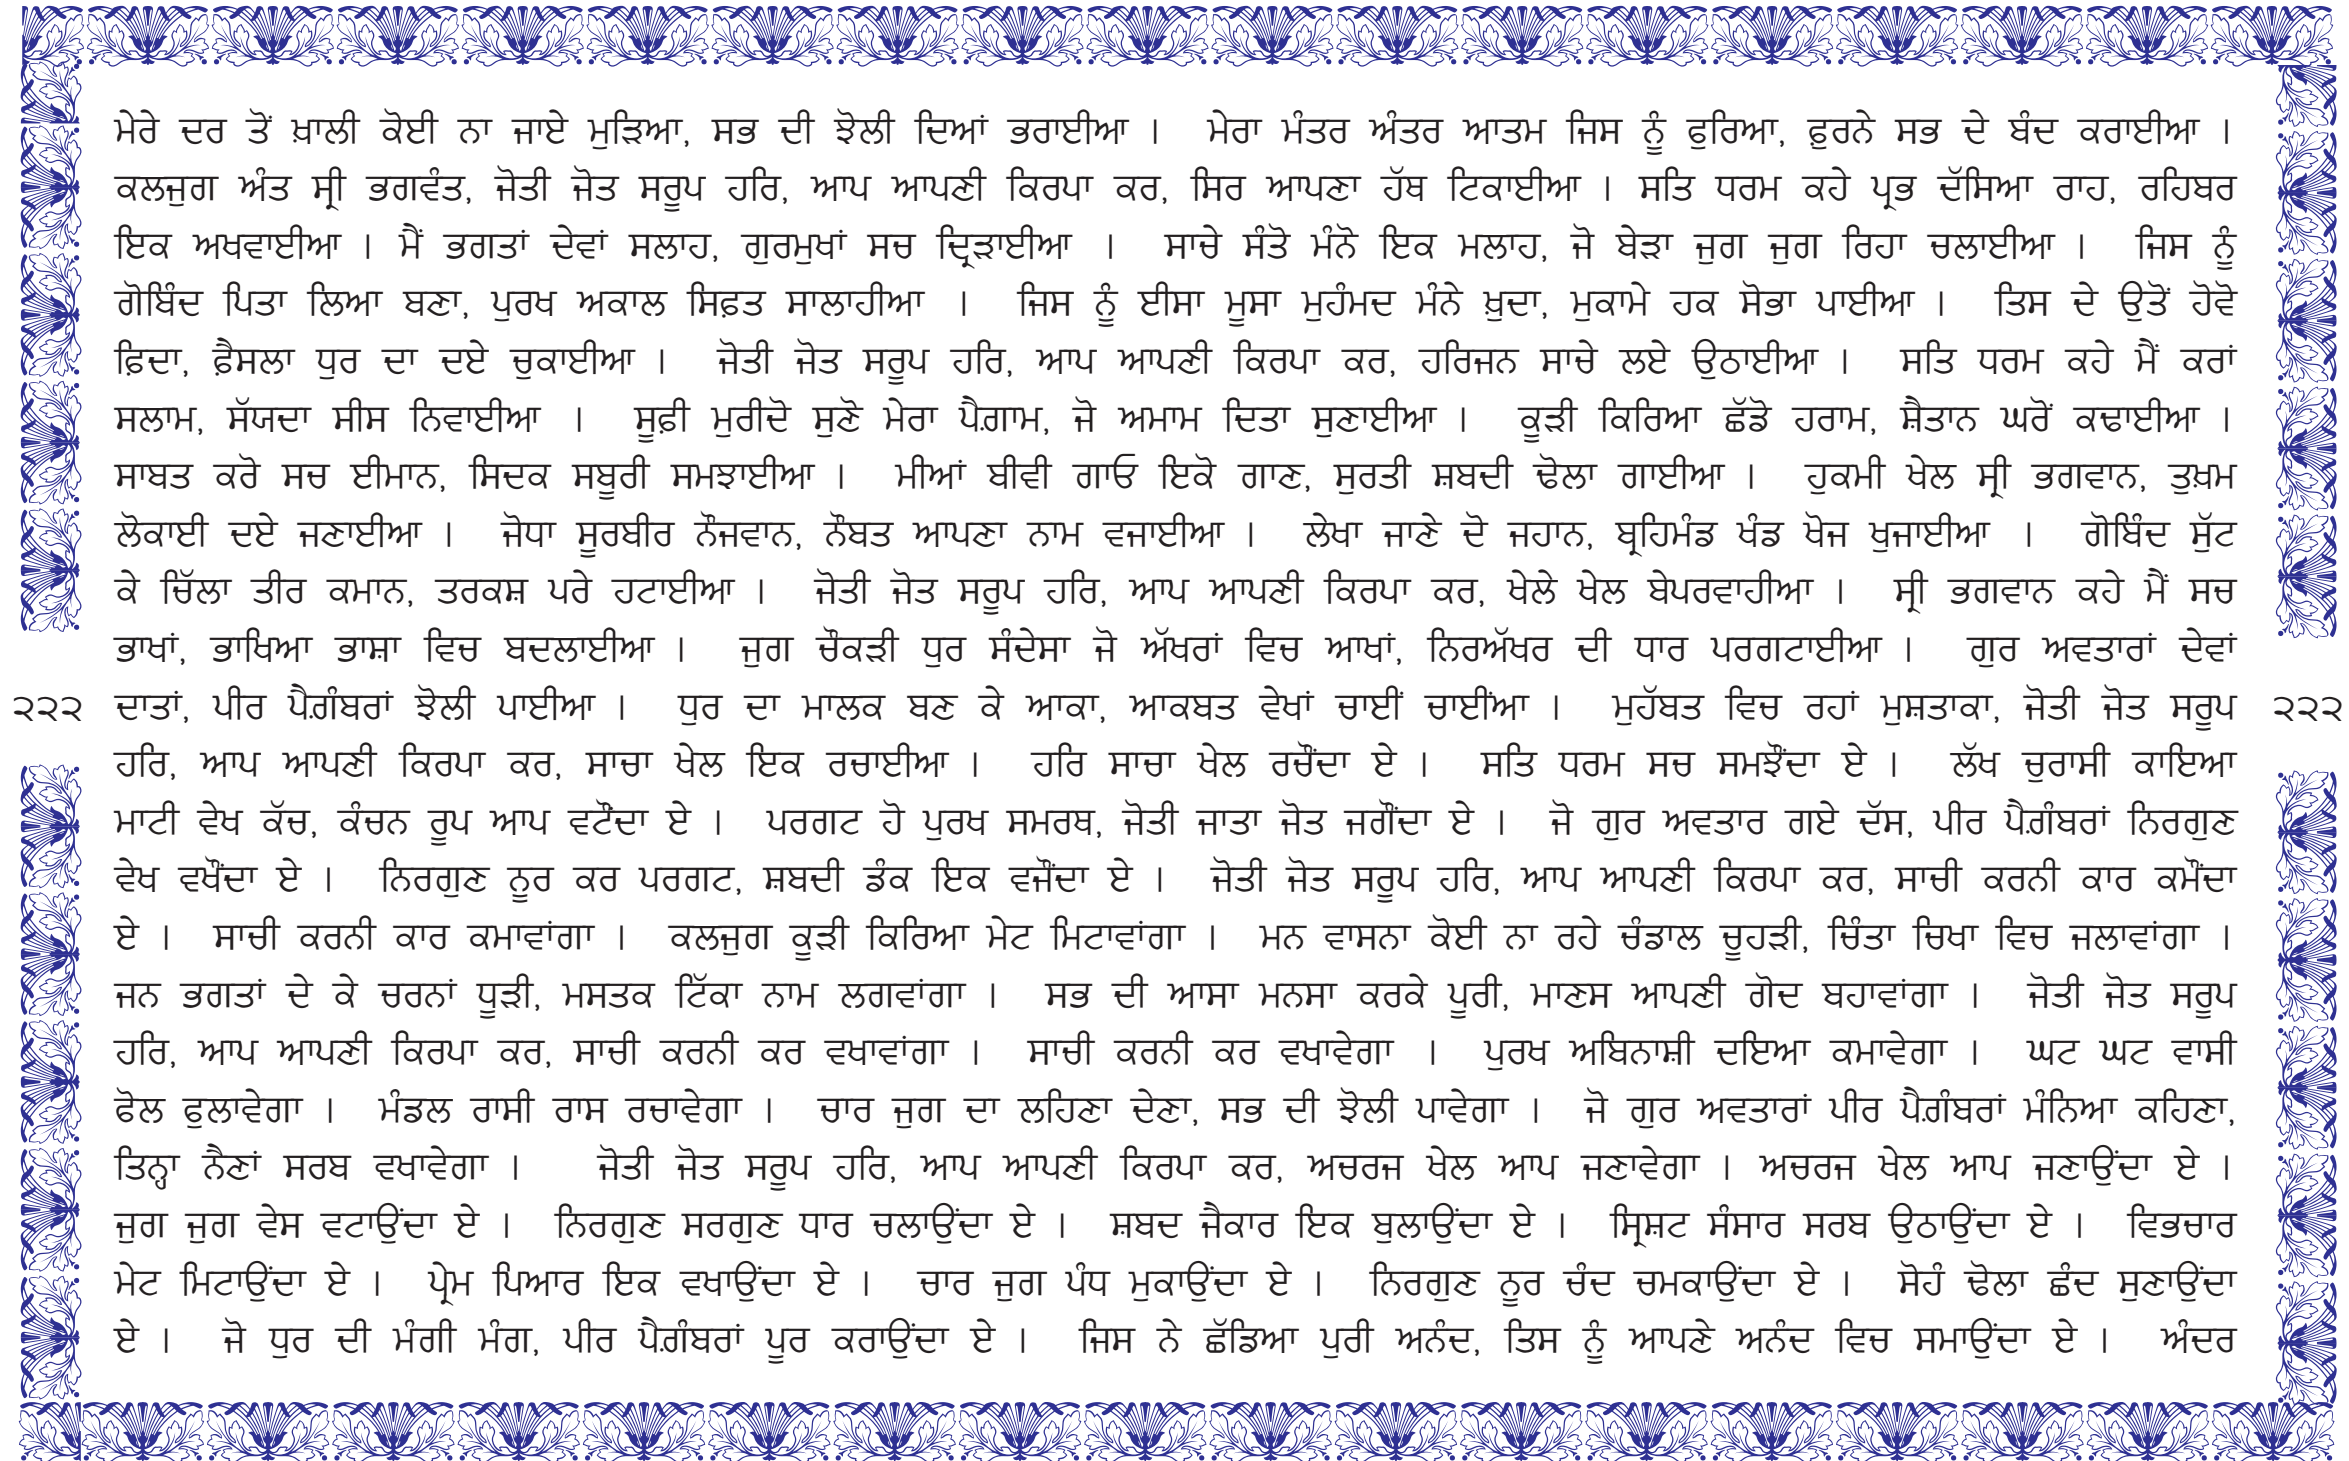 ਮੇਰੇ ਦਰ ਤੋਂ ਖ਼ਾਲੀ ਕੋਈ ਨਾ ਜਾਏ ਮੁੜਿਆ, ਸਭ ਦੀ ਝੋਲੀ ਦਿਆਂ ਭਰਾਈਆ । ਮੇਰਾ ਮੰਤਰ ਅੰਤਰ ਆਤਮ ਜਿਸ ਨੂੰ ਫੁਰਿਆ, ਫ਼ੁਰਨੇ ਸਭ ਦੇ ਬੰਦ ਕਰਾਈਆ ।
ਕਲਜੁਗ ਅੰਤ ਸ੍ਰੀ ਭਗਵੰਤ, ਜੋਤੀ ਜੋਤ ਸਰੂਪ ਹਰਿ, ਆਪ ਆਪਣੀ ਕਿਰਪਾ ਕਰ, ਸਿਰ ਆਪਣਾ ਹੱਥ ਟਿਕਾਈਆ । ਸਤਿ ਧਰਮ ਕਹੇ ਪ੍ਰਭ ਦੱਸਿਆ ਰਾਹ, ਰਹਿਬਰ
ਇਕ ਅਖਵਾਈਆ । ਮੈਂ ਭਗਤਾਂ ਦੇਵਾਂ ਸਲਾਹ, ਗੁਰਮੁਖਾਂ ਸਚ ਦ੍ਰਿੜਾਈਆ । ਸਾਚੇ ਸੰਤੋ ਮੰਨੋ ਇਕ ਮਲਾਹ, ਜੋ ਬੇੜਾ ਜੁਗ ਜੁਗ ਰਿਹਾ ਚਲਾਈਆ । ਜਿਸ ਨੂੰ
ਗੋਬਿੰਦ ਪਿਤਾ ਲਿਆ ਬਣਾ, ਪੁਰਖ ਅਕਾਲ ਸਿਫ਼ਤ ਸਾਲਾਹੀਆ । ਜਿਸ ਨੂੰ ਈਸਾ ਮੂਸਾ ਮੁਹੰਮਦ ਮੰਨੇ ਖ਼ੁਦਾ, ਮੁਕਾਮੇ ਹਕ ਸੋਭਾ ਪਾਈਆ । ਤਿਸ ਦੇ ਉਤੋਂ ਹੋਵੋ
ਫ਼ਿਦਾ, ਫ਼ੈਸਲਾ ਧੁਰ ਦਾ ਦਏ ਚੁਕਾਈਆ । ਜੋਤੀ ਜੋਤ ਸਰੂਪ ਹਰਿ, ਆਪ ਆਪਣੀ ਕਿਰਪਾ ਕਰ, ਹਰਿਜਨ ਸਾਚੇ ਲਏ ਉਠਾਈਆ । ਸਤਿ ਧਰਮ ਕਹੇ ਮੈਂ ਕਰਾਂ
ਸਲਾਮ, ਸੱਯਦਾ ਸੀਸ ਨਿਵਾਈਆ । ਸੂਫ਼ੀ ਮੁਰੀਦੋ ਸੁਣੋ ਮੇਰਾ ਪੈਗ਼ਾਮ, ਜੋ ਅਮਾਮ ਦਿਤਾ ਸੁਣਾਈਆ । ਕੂੜੀ ਕਿਰਿਆ ਛੱਡੋ ਹਰਾਮ, ਸ਼ੈਤਾਨ ਘਰੋਂ ਕਢਾਈਆ ।
ਸਾਬਤ ਕਰੋ ਸਚ ਈਮਾਨ, ਸਿਦਕ ਸਬੂਰੀ ਸਮਝਾਈਆ । ਮੀਆਂ ਬੀਵੀ ਗਾਓ ਇਕੋ ਗਾਣ, ਸੁਰਤੀ ਸ਼ਬਦੀ ਢੋਲਾ ਗਾਈਆ । ਹੁਕਮੀ ਖੇਲ ਸ੍ਰੀ ਭਗਵਾਨ, ਤੁਖ਼ਮ
ਲੋਕਾਈ ਦਏ ਜਣਾਈਆ । ਜੋਧਾ ਸੂਰਬੀਰ ਨੌਜਵਾਨ, ਨੌਬਤ ਆਪਣਾ ਨਾਮ ਵਜਾਈਆ । ਲੇਖਾ ਜਾਣੇ ਦੋ ਜਹਾਨ, ਬ੍ਰਹਿਮੰਡ ਖੰਡ ਖੋਜ ਖੁਜਾਈਆ । ਗੋਬਿੰਦ ਸੁੱਟ
ਕੇ ਚਿੱਲਾ ਤੀਰ ਕਮਾਨ, ਤਰਕਸ਼ ਪਰੇ ਹਟਾਈਆ । ਜੋਤੀ ਜੋਤ ਸਰੂਪ ਹਰਿ, ਆਪ ਆਪਣੀ ਕਿਰਪਾ ਕਰ, ਖੇਲੇ ਖੇਲ ਬੇਪਰਵਾਹੀਆ । ਸ੍ਰੀ ਭਗਵਾਨ ਕਹੇ ਮੈਂ ਸਚ
ਭਾਖਾਂ, ਭਾਖਿਆ ਭਾਸ਼ਾ ਵਿਚ ਬਦਲਾਈਆ । ਜੁਗ ਚੌਕੜੀ ਧੁਰ ਸੰਦੇਸਾ ਜੋ ਅੱਖਰਾਂ ਵਿਚ ਆਖਾਂ, ਨਿਰਅੱਖਰ ਦੀ ਧਾਰ ਪਰਗਟਾਈਆ । ਗੁਰ ਅਵਤਾਰਾਂ ਦੇਵਾਂ
੨੨੨ ਦਾਤਾਂ, ਪੀਰ ਪੈਗ਼ੰਬਰਾਂ ਝੋਲੀ ਪਾਈਆ । ਧੁਰ ਦਾ ਮਾਲਕ ਬਣ ਕੇ ਆਕਾ, ਆਕਬਤ ਵੇਖਾਂ ਚਾਈਂ ਚਾਈਂਆ । ਮੁਹੱਬਤ ਵਿਚ ਰਹਾਂ ਮੁਸ਼ਤਾਕਾ, ਜੋਤੀ ਜੋਤ ਸਰੂਪ ੨੨੨
ਹਰਿ, ਆਪ ਆਪਣੀ ਕਿਰਪਾ ਕਰ, ਸਾਚਾ ਖੇਲ ਇਕ ਰਚਾਈਆ । ਹਰਿ ਸਾਚਾ ਖੇਲ ਰਚੌਂਦਾ ਏ । ਸਤਿ ਧਰਮ ਸਚ ਸਮਝੌਂਦਾ ਏ । ਲੱਖ ਚੁਰਾਸੀ ਕਾਇਆ
ਮਾਟੀ ਵੇਖ ਕੱਚ, ਕੰਚਨ ਰੂਪ ਆਪ ਵਟੌਂਦਾ ਏ । ਪਰਗਟ ਹੋ ਪੁਰਖ ਸਮਰਥ, ਜੋਤੀ ਜਾਤਾ ਜੋਤ ਜਗੌਂਦਾ ਏ । ਜੋ ਗੁਰ ਅਵਤਾਰ ਗਏ ਦੱਸ, ਪੀਰ ਪੈਗ਼ੰਬਰਾਂ ਨਿਰਗੁਣ
ਵੇਖ ਵਖੌਂਦਾ ਏ । ਨਿਰਗੁਣ ਨੂਰ ਕਰ ਪਰਗਟ, ਸ਼ਬਦੀ ਡੰਕ ਇਕ ਵਜੌਂਦਾ ਏ । ਜੋਤੀ ਜੋਤ ਸਰੂਪ ਹਰਿ, ਆਪ ਆਪਣੀ ਕਿਰਪਾ ਕਰ, ਸਾਚੀ ਕਰਨੀ ਕਾਰ ਕਮੌਂਦਾ
ਏ । ਸਾਚੀ ਕਰਨੀ ਕਾਰ ਕਮਾਵਾਂਗਾ । ਕਲਜੁਗ ਕੂੜੀ ਕਿਰਿਆ ਮੇਟ ਮਿਟਾਵਾਂਗਾ । ਮਨ ਵਾਸਨਾ ਕੋਈ ਨਾ ਰਹੇ ਚੰਡਾਲ ਚੂਹੜੀ, ਚਿੰਤਾ ਚਿਖਾ ਵਿਚ ਜਲਾਵਾਂਗਾ ।
ਜਨ ਭਗਤਾਂ ਦੇ ਕੇ ਚਰਨਾਂ ਧੂੜੀ, ਮਸਤਕ ਟਿੱਕਾ ਨਾਮ ਲਗਵਾਂਗਾ । ਸਭ ਦੀ ਆਸਾ ਮਨਸਾ ਕਰਕੇ ਪੂਰੀ, ਮਾਣਸ ਆਪਣੀ ਗੋਦ ਬਹਾਵਾਂਗਾ । ਜੋਤੀ ਜੋਤ ਸਰੂਪ
ਹਰਿ, ਆਪ ਆਪਣੀ ਕਿਰਪਾ ਕਰ, ਸਾਚੀ ਕਰਨੀ ਕਰ ਵਖਾਵਾਂਗਾ । ਸਾਚੀ ਕਰਨੀ ਕਰ ਵਖਾਵੇਗਾ । ਪੁਰਖ ਅਬਿਨਾਸ਼ੀ ਦਇਆ ਕਮਾਵੇਗਾ । ਘਟ ਘਟ ਵਾਸੀ
ਫੋਲ ਫੁਲਾਵੇਗਾ । ਮੰਡਲ ਰਾਸੀ ਰਾਸ ਰਚਾਵੇਗਾ । ਚਾਰ ਜੁਗ ਦਾ ਲਹਿਣਾ ਦੇਣਾ, ਸਭ ਦੀ ਝੋਲੀ ਪਾਵੇਗਾ । ਜੋ ਗੁਰ ਅਵਤਾਰਾਂ ਪੀਰ ਪੈਗ਼ੰਬਰਾਂ ਮੰਨਿਆ ਕਹਿਣਾ,
ਤਿਨ੍ਹਾ ਨੈਣਾਂ ਸਰਬ ਵਖਾਵੇਗਾ । ਜੋਤੀ ਜੋਤ ਸਰੂਪ ਹਰਿ, ਆਪ ਆਪਣੀ ਕਿਰਪਾ ਕਰ, ਅਚਰਜ ਖੇਲ ਆਪ ਜਣਾਵੇਗਾ । ਅਚਰਜ ਖੇਲ ਆਪ ਜਣਾਉਂਦਾ ਏ ।
ਜੁਗ ਜੁਗ ਵੇਸ ਵਟਾਉਂਦਾ ਏ । ਨਿਰਗੁਣ ਸਰਗੁਣ ਧਾਰ ਚਲਾਉਂਦਾ ਏ । ਸ਼ਬਦ ਜੈਕਾਰ ਇਕ ਬੁਲਾਉਂਦਾ ਏ । ਸ੍ਰਿਸ਼ਟ ਸੰਸਾਰ ਸਰਬ ਉਠਾਉਂਦਾ ਏ । ਵਿਭਚਾਰ
ਮੇਟ ਮਿਟਾਉਂਦਾ ਏ । ਪ੍ਰੇਮ ਪਿਆਰ ਇਕ ਵਖਾਉਂਦਾ ਏ । ਚਾਰ ਜੁਗ ਪੰਧ ਮੁਕਾਉਂਦਾ ਏ । ਨਿਰਗੁਣ ਨੂਰ ਚੰਦ ਚਮਕਾਉਂਦਾ ਏ । ਸੋਹੰ ਢੋਲਾ ਛੰਦ ਸੁਣਾਉਂਦਾ
ਏ । ਜੋ ਧੁਰ ਦੀ ਮੰਗੀ ਮੰਗ, ਪੀਰ ਪੈਗ਼ੰਬਰਾਂ ਪੂਰ ਕਰਾਉਂਦਾ ਏ । ਜਿਸ ਨੇ ਛੱਡਿਆ ਪੁਰੀ ਅਨੰਦ, ਤਿਸ ਨੂੰ ਆਪਣੇ ਅਨੰਦ ਵਿਚ ਸਮਾਉਂਦਾ ਏ । ਅੰਦਰ